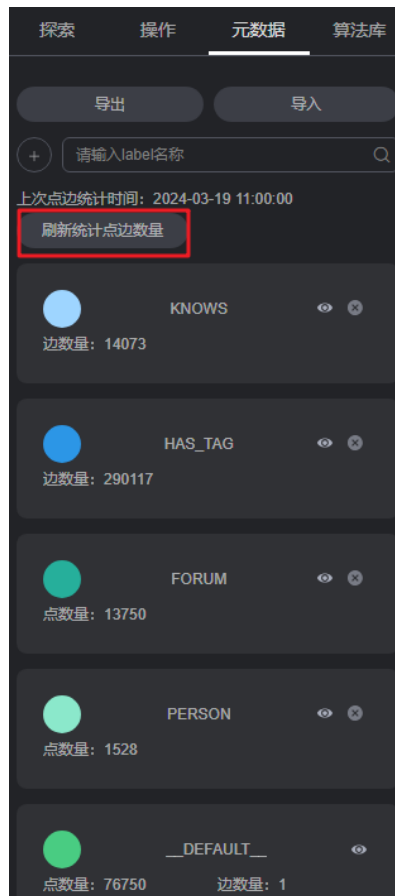 探索 操作 元数据 算法库
导出 导入
+ 请输入label名称
上次点边统计时间：2024-03-19 11:00:00
刷新统计点边数量
KNOWS
边数量：14073
HAS_TAG
边数量：290117
FORUM
点数量：13750
PERSON
点数量：1528
__DEFAULT__
点数量：76750 边数量：1